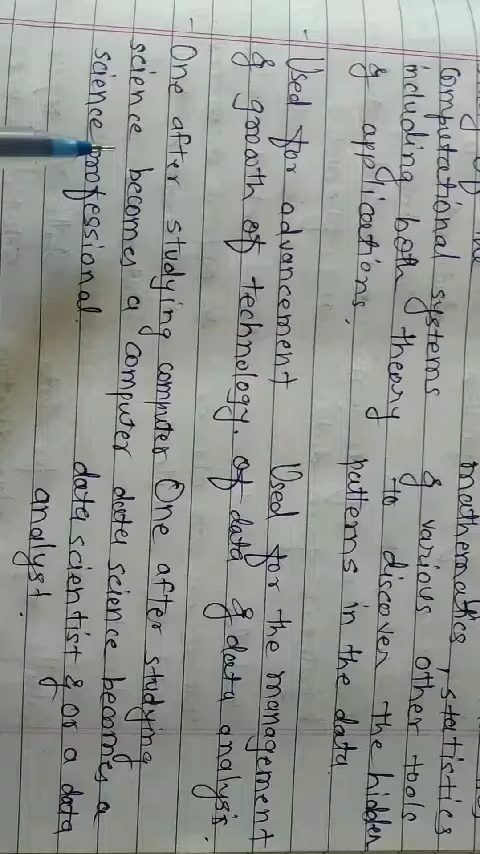 of the
Computational systems
including both theory
& applications.
- Used for advancement
& growth of technology.
- One after studying computer
science becomes a computer
science professional.
mathematics, statistics
& various other tools
to discover the hidden
patterns in the data.
Used for the management
of data & data analysis.
One after studying
data science becomes a
data scientist & or a data
analyst.